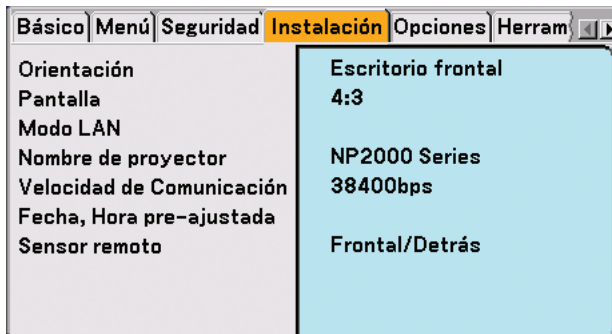 Básico Menú Seguridad Instalación Opciones Herram
Orientación Escritorio frontal
Pantalla 4:3
Modo LAN
Nombre de proyector NP2000 Series
Velocidad de Comunicación 38400bps
Fecha, Hora pre-ajustada
Sensor remoto Frontal/Detrás